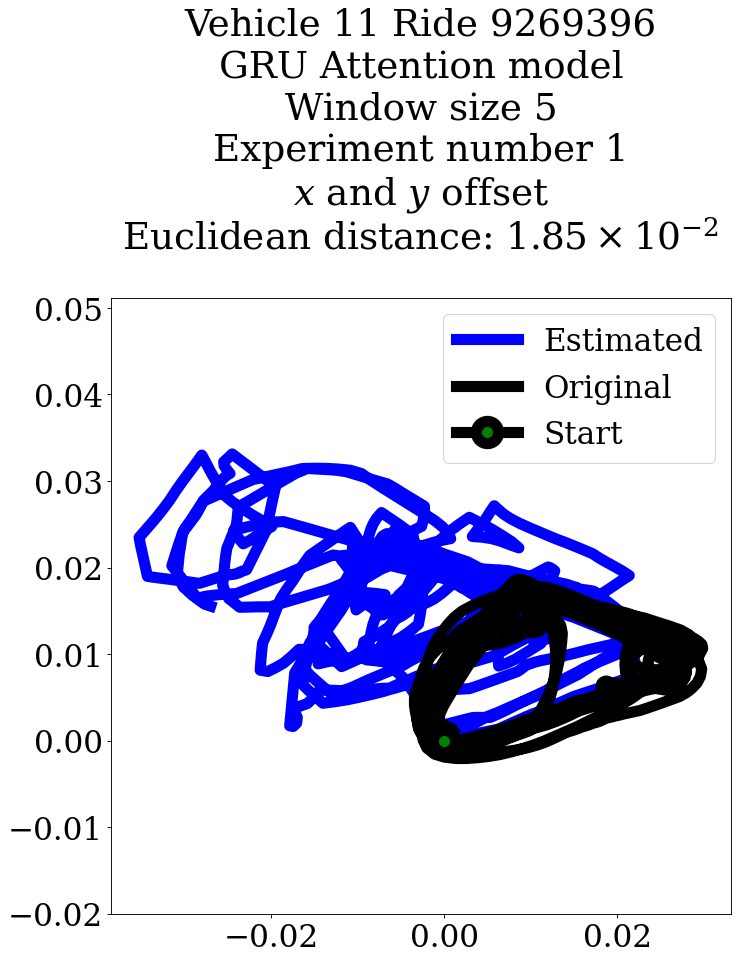 Vehicle 11 Ride 9269396
GRU Attention model
Window size 5
Experiment number 1
x and y offset
Euclidean distance: 1.85 × 10⁻²
0.05
0.04
0.03
0.02
0.01
0.00
−0.01
−0.02
Estimated
Original
Start
−0.02 0.00 0.02